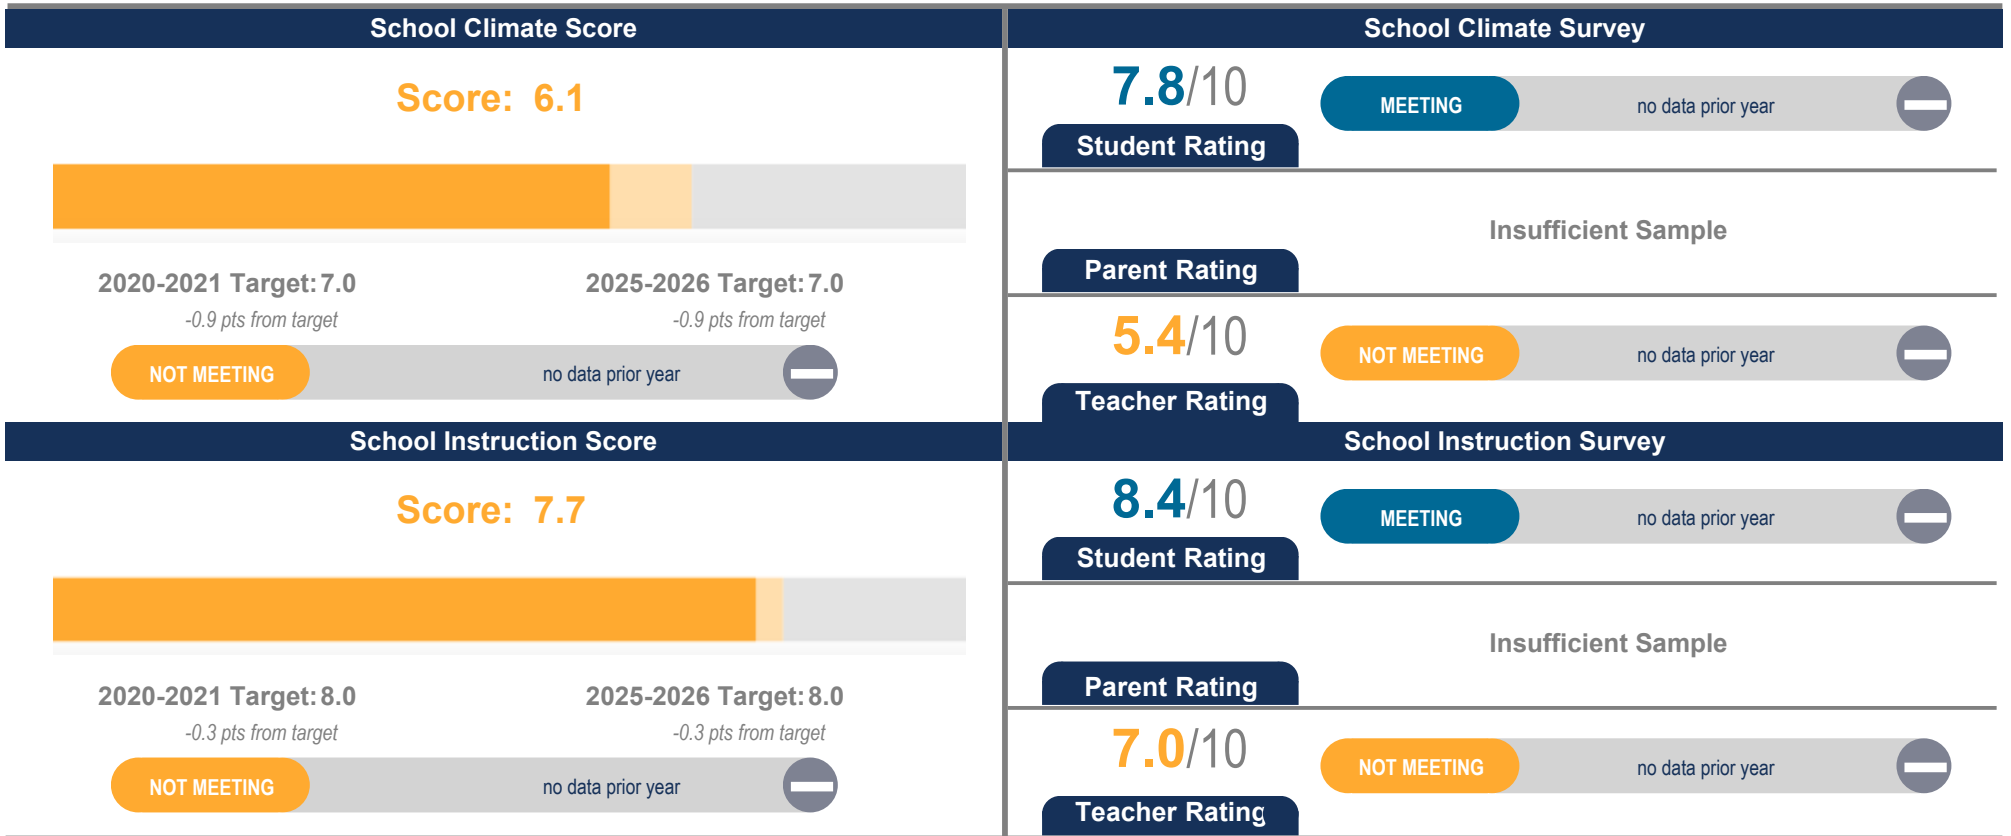 School Climate Score
Score: 6.1
2020-2021 Target: 7.0
2025-2026 Target: 7.0
-0.9 pts from target
-0.9 pts from target
NOT MEETING
no data prior year
School Climate Survey
7.8/10
MEETING
no data prior year
Student Rating
Insufficient Sample
Parent Rating
5.4/10
NOT MEETING
no data prior year
Teacher Rating
School Instruction Score
Score: 7.7
2020-2021 Target: 8.0
2025-2026 Target: 8.0
-0.3 pts from target
-0.3 pts from target
NOT MEETING
no data prior year
School Instruction Survey
8.4/10
MEETING
no data prior year
Student Rating
Insufficient Sample
Parent Rating
7.0/10
NOT MEETING
no data prior year
Teacher Rating